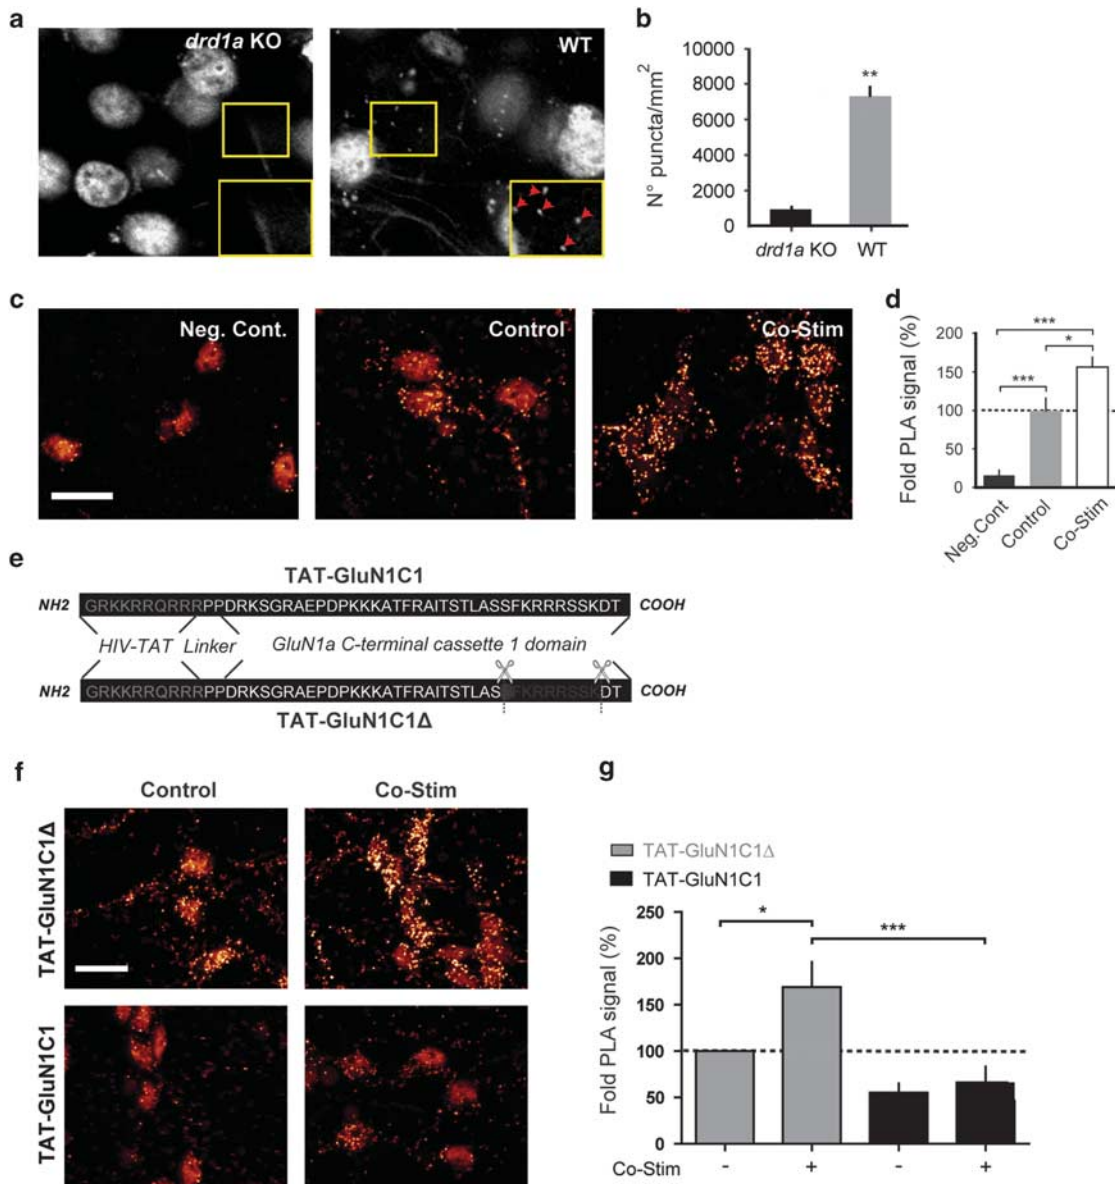 a
drd1a KO
WT
b
N° puncta/mm²
10000
8000
6000
4000
2000
0
**
drd1a KO
WT
c
Neg. Cont.
Control
Co-Stim
d
Fold PLA signal (%)
200
150
100
50
0
***
*
***
Neg.Cont
Control
Co-Stim
e
TAT-GluN1C1
NH2 GRKKRRQRRRPPDRKSGRAEPDPKKKATFRAITSTLASSFKRRRSSKDT COOH
HIV-TAT Linker GluN1a C-terminal cassette 1 domain
NH2 GRKKRRQRRRPPDRKSGRAEPDPKKKATFRAITSTLAS FKRRRSSKDT COOH
TAT-GluN1C1Δ
f
Control
Co-Stim
TAT-GluN1C1Δ
TAT-GluN1C1
g
TAT-GluN1C1Δ
TAT-GluN1C1
Fold PLA signal (%)
250
200
150
100
50
0
*
***
Co-Stim - + - +